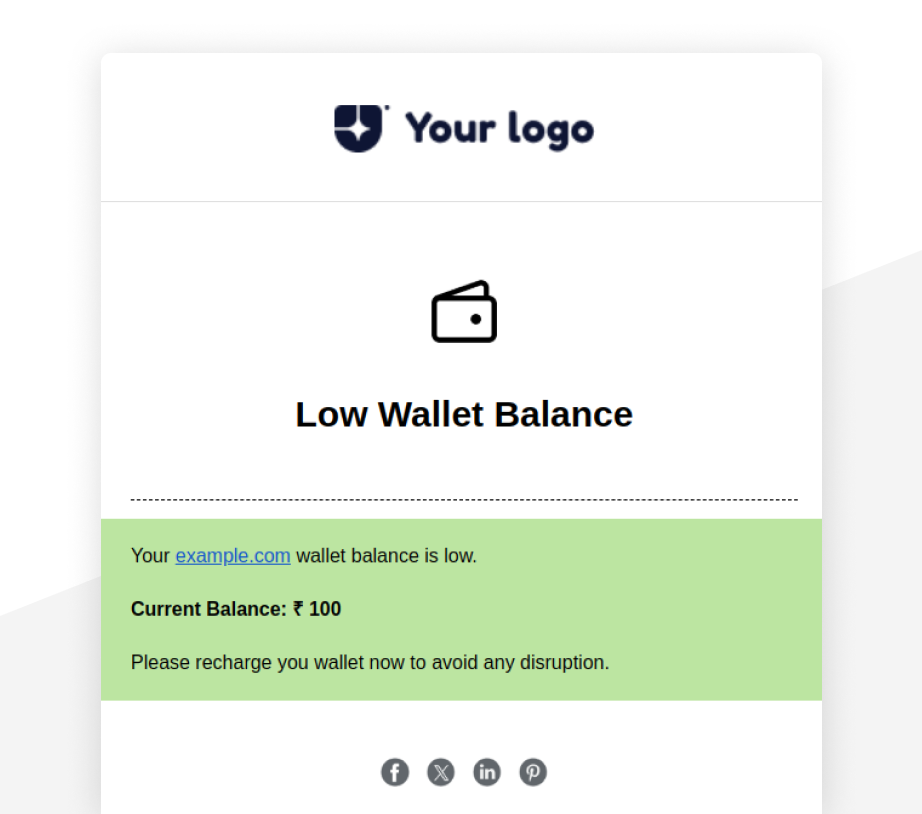 Your logo
Low Wallet Balance
Your example.com wallet balance is low.
Current Balance: ₹ 100
Please recharge you wallet now to avoid any disruption.